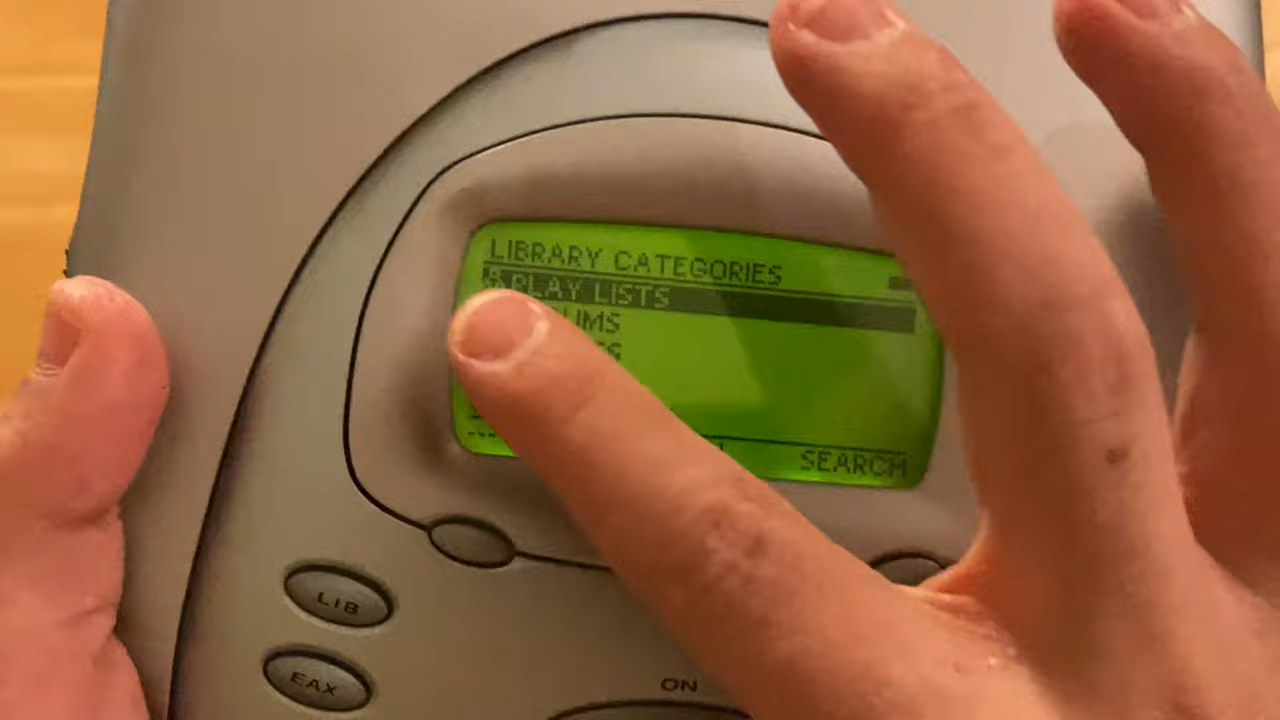 LIBRARY CATEGORIES
PLAY LISTS
SEARCH
LIB
EAX
ON